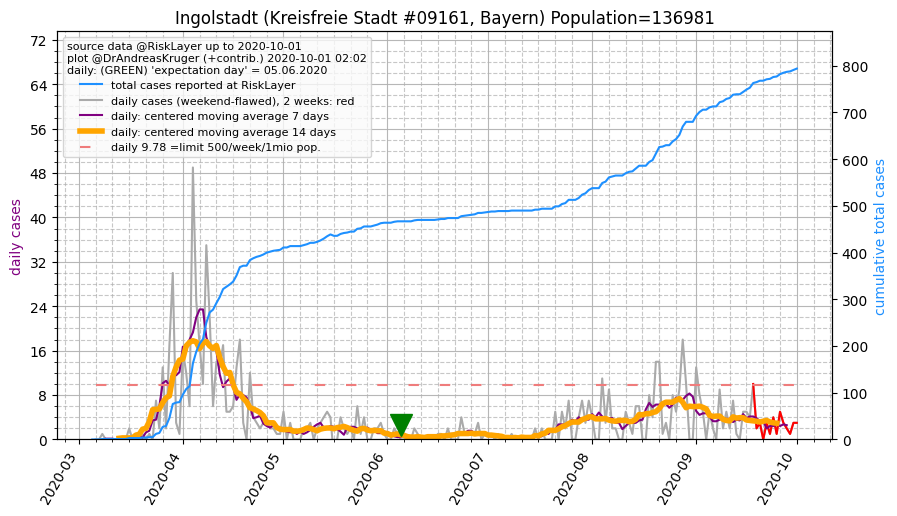 Ingolstadt (Kreisfreie Stadt #09161, Bayern) Population=136981
source data @RiskLayer up to 2020-10-01
plot @DrAndreasKruger (+contrib.) 2020-10-01 02:02
daily: (GREEN) 'expectation day' = 05.06.2020
total cases reported at RiskLayer
daily cases (weekend-flawed), 2 weeks: red
daily: centered moving average 7 days
daily: centered moving average 14 days
daily 9.78 =limit 500/week/1mio pop.
daily cases
72
64
56
48
40
32
24
16
8
0
cumulative total cases
800
700
600
500
400
300
200
100
0
2020-03
2020-04
2020-05
2020-06
2020-07
2020-08
2020-09
2020-10